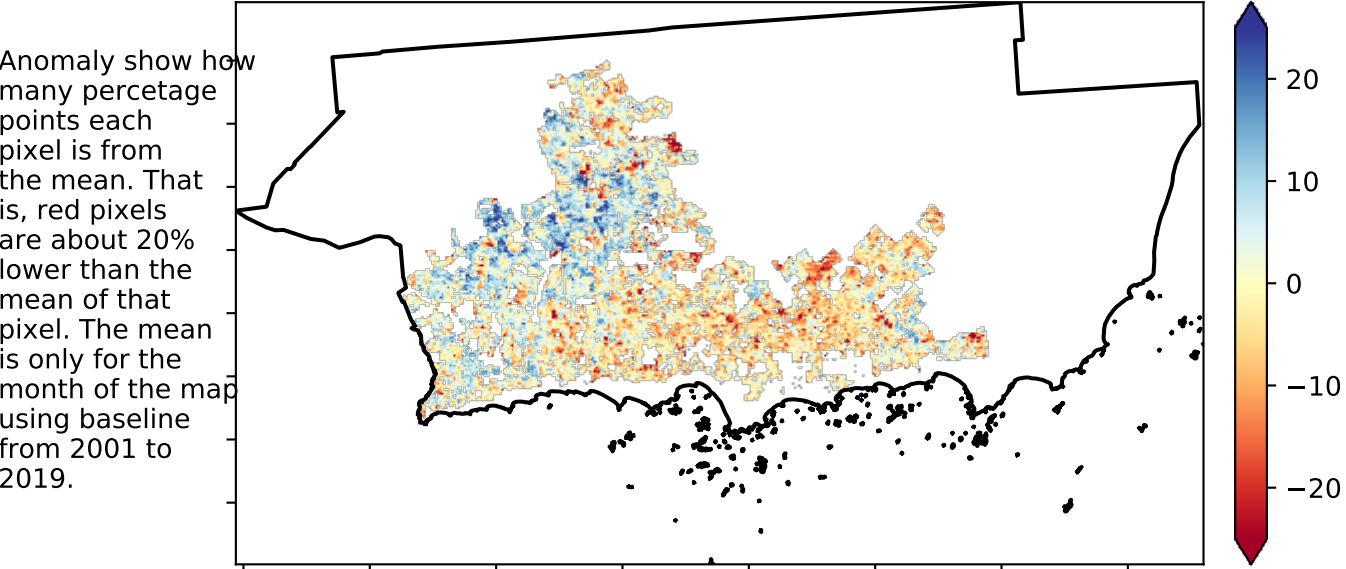 Anomaly show how
many percetage
points each
pixel is from
the mean. That
is, red pixels
are about 20%
lower than the
mean of that
pixel. The mean
is only for the
month of the map
using baseline
from 2001 to
2019.
20
10
0
−10
−20